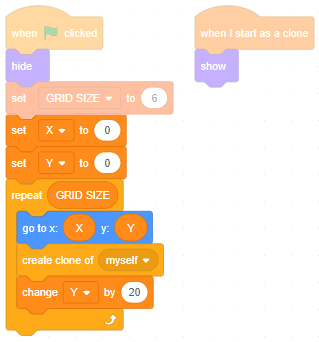 when clicked
hide
set GRID SIZE to 6
set X to 0
set Y to 0
repeat GRID SIZE
go to x: X y: Y
create clone of myself
change Y by 20
when I start as a clone
show